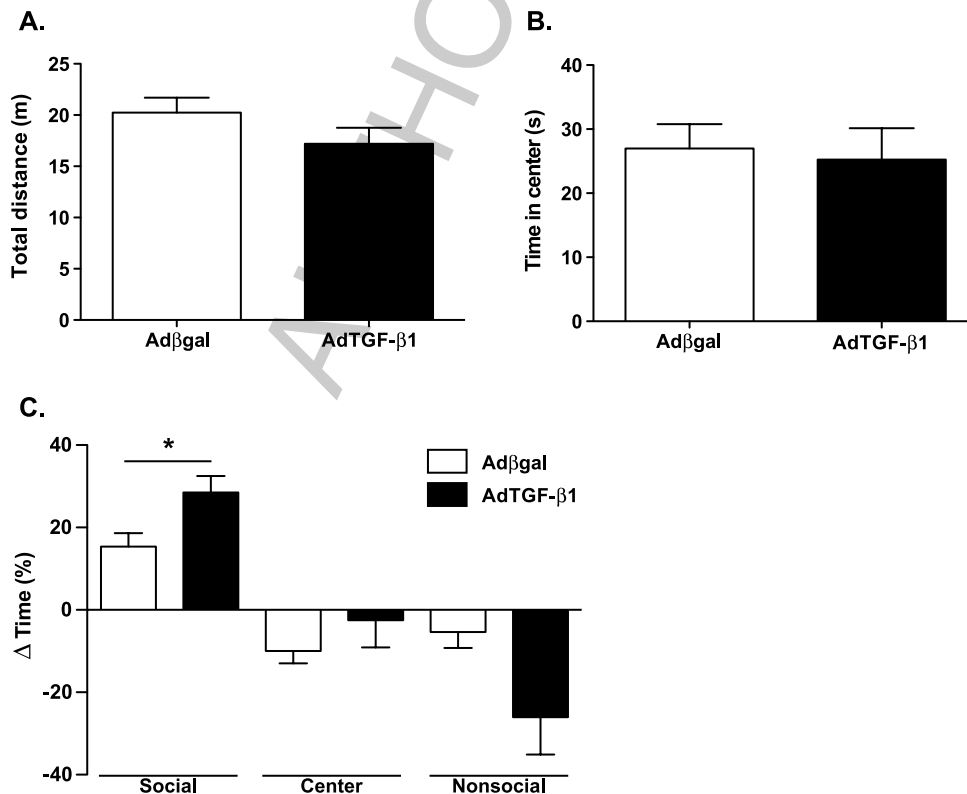 A.
B.
25
20
15
10
5
0
Total distance (m)
Adβgal
AdTGF-β1
40
30
20
10
0
Time in center (s)
Adβgal
AdTGF-β1
C.
40
20
0
-20
-40
Δ Time (%)
*
Adβgal
AdTGF-β1
Social
Center
Nonsocial